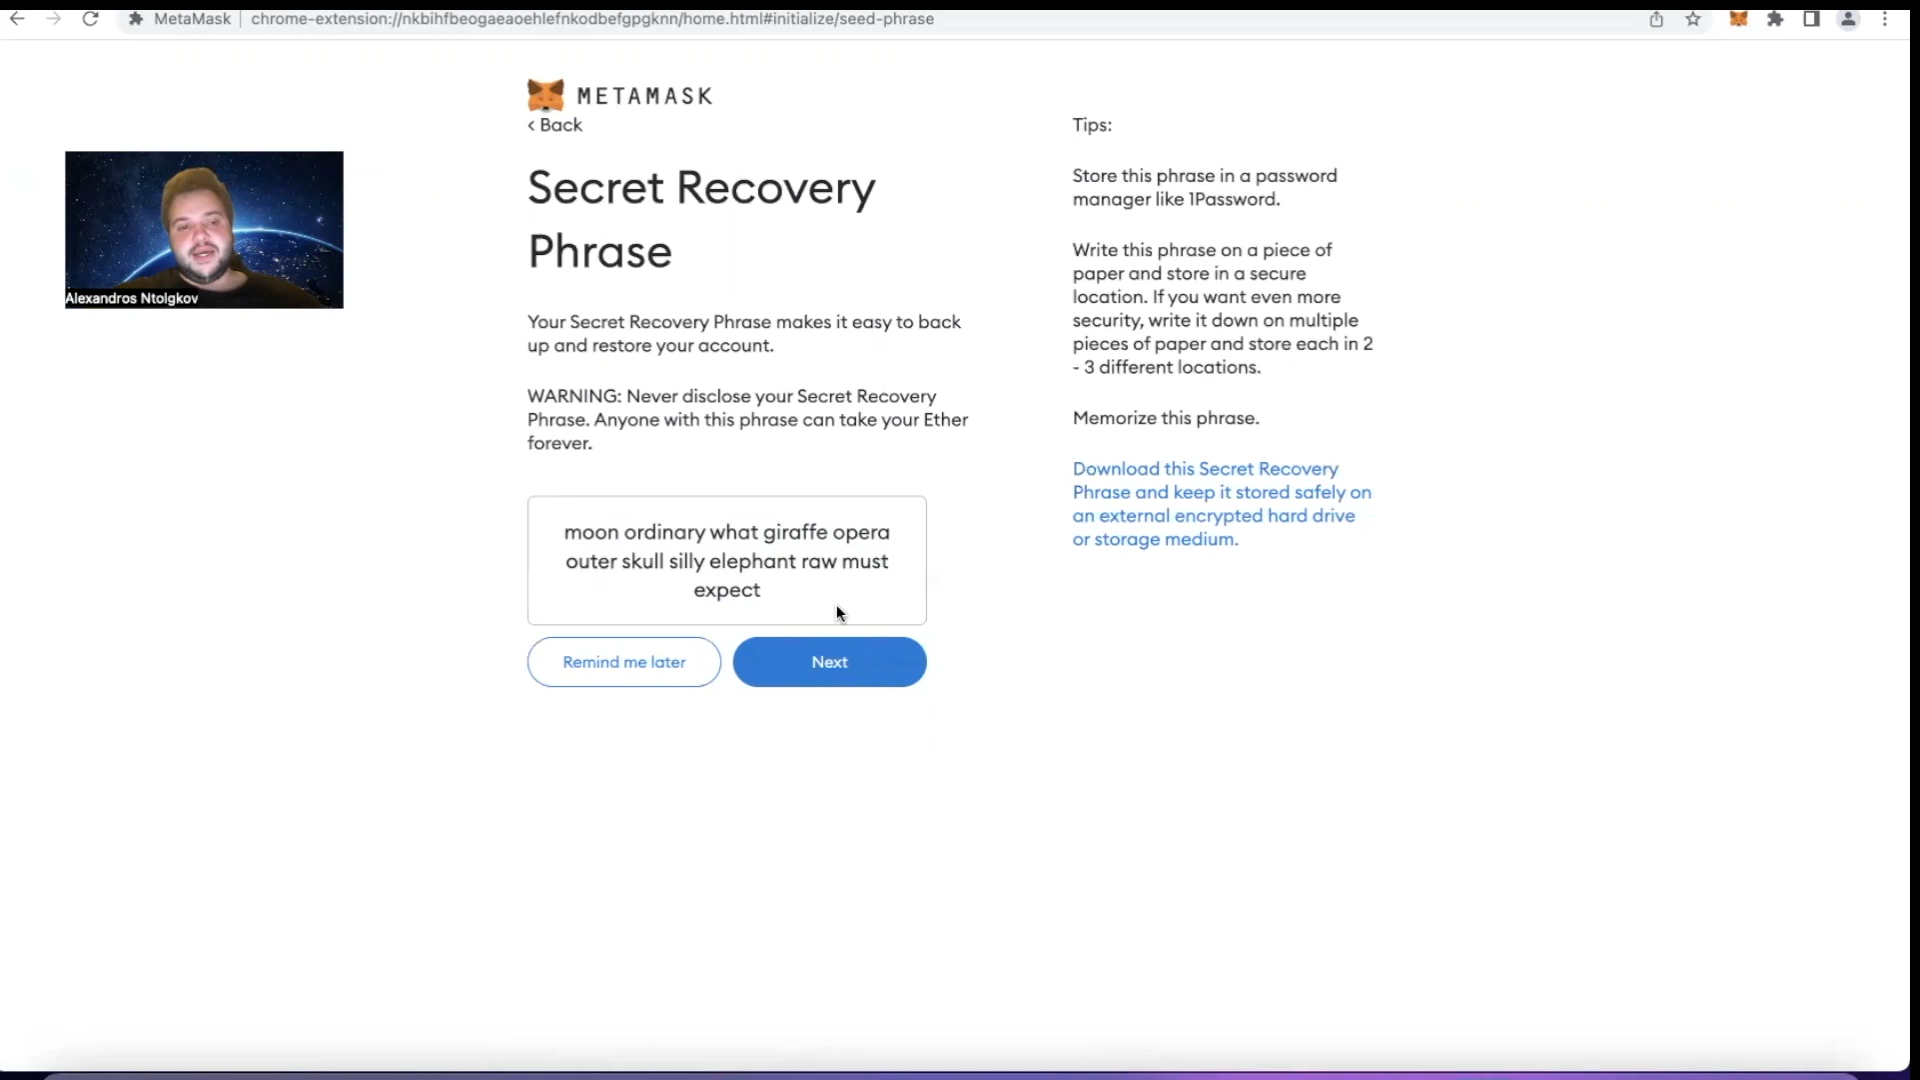 MetaMask | chrome-extension://nkbihfbeogaeaoehlefnkodbefgpgknn/home.html#initialize/seed-phrase
METAMASK
< Back
Secret Recovery
Phrase
Alexandros Ntolgkov
Your Secret Recovery Phrase makes it easy to back
up and restore your account.
WARNING: Never disclose your Secret Recovery
Phrase. Anyone with this phrase can take your Ether
forever.
moon ordinary what giraffe opera
outer skull silly elephant raw must
expect
Remind me later
Next
Tips:
Store this phrase in a password
manager like 1Password.
Write this phrase on a piece of
paper and store in a secure
location. If you want even more
security, write it down on multiple
pieces of paper and store each in 2
- 3 different locations.
Memorize this phrase.
Download this Secret Recovery
Phrase and keep it stored safely on
an external encrypted hard drive
or storage medium.